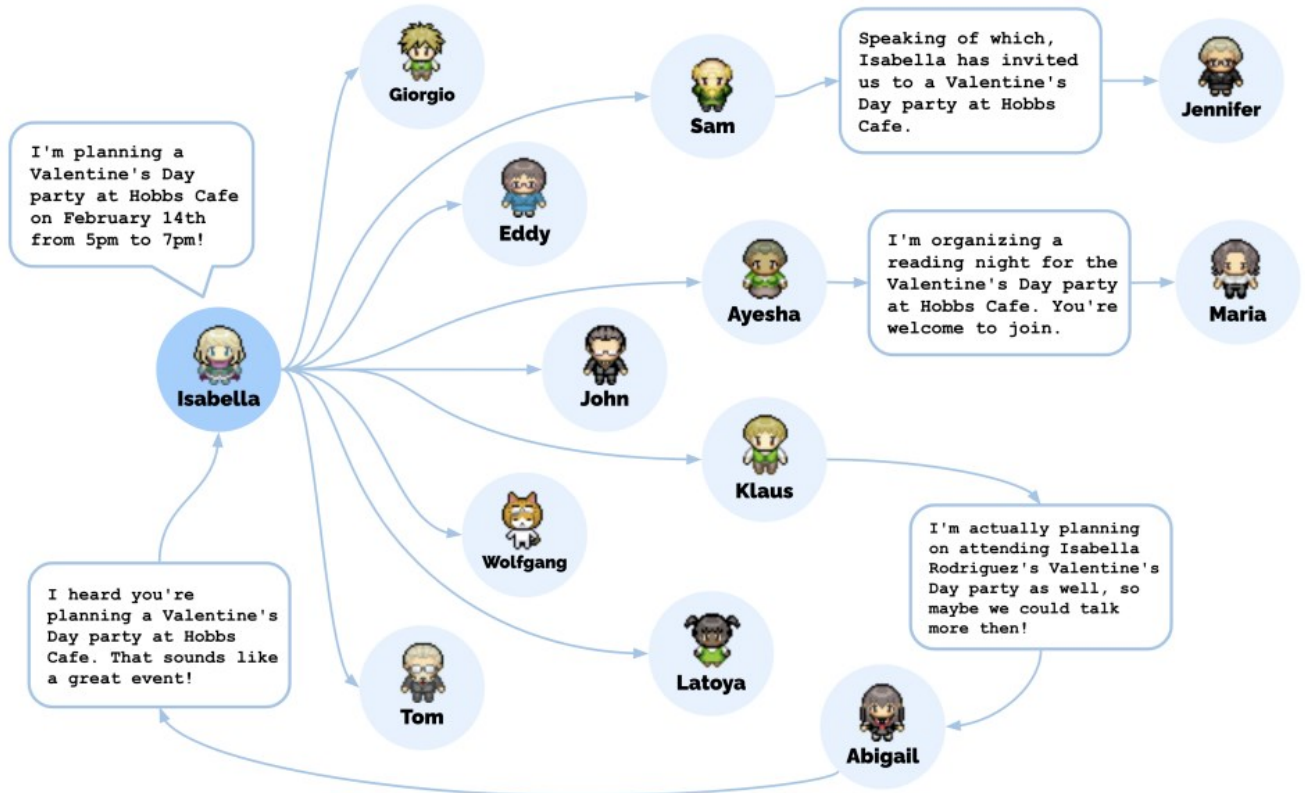 Giorgio
Sam
Speaking of which,
Isabella has invited
us to a Valentine's
Day party at Hobbs
Cafe.
Jennifer
I'm planning a
Valentine's Day
party at Hobbs Cafe
on February 14th
from 5pm to 7pm!
Eddy
Ayesha
I'm organizing a
reading night for the
Valentine's Day party
at Hobbs Cafe. You're
welcome to join.
Maria
Isabella
John
Klaus
Wolfgang
I'm actually planning
on attending Isabella
Rodriguez's Valentine's
Day party as well, so
maybe we could talk
more then!
I heard you're
planning a Valentine's
Day party at Hobbs
Cafe. That sounds like
a great event!
Tom
Latoya
Abigail